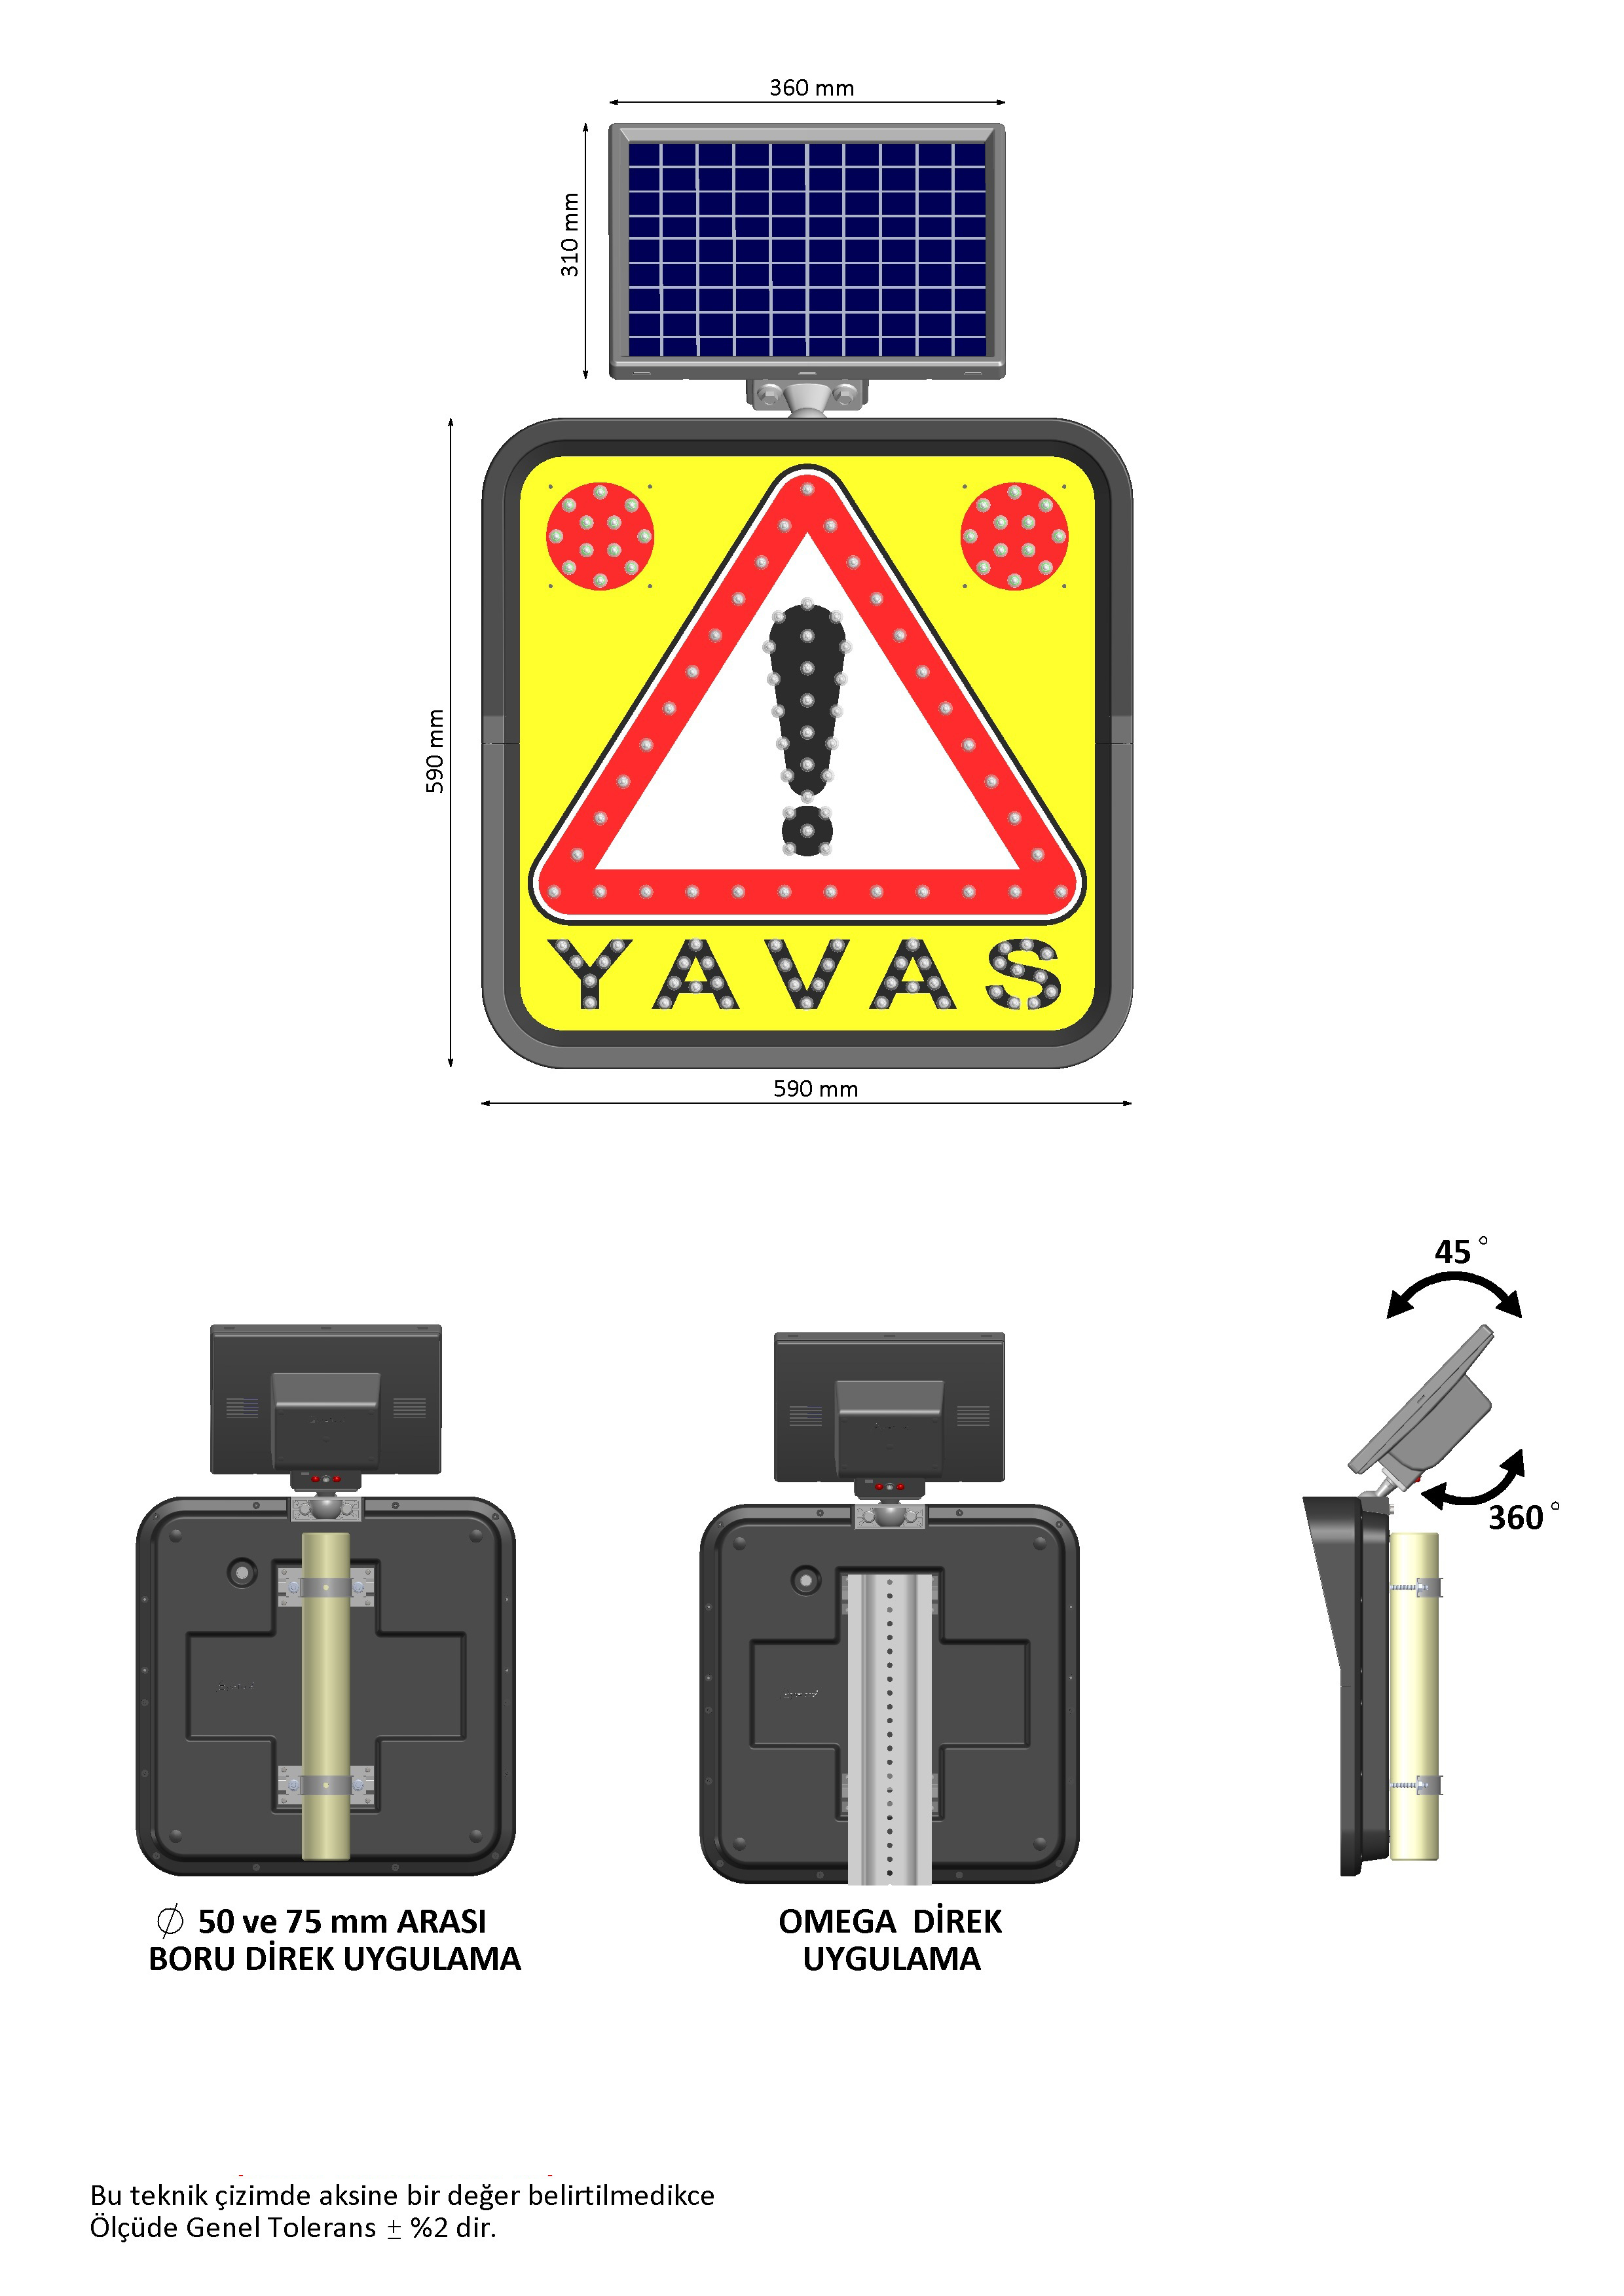 360 mm
310 mm
590 mm
YAVAS
590 mm
45°
360°
∅ 50 ve 75 mm ARASI
BORU DİREK UYGULAMA
OMEGA DİREK
UYGULAMA
Bu teknik çizimde aksine bir değer belirtilmedikce
Ölçüde Genel Tolerans ± %2 dir.